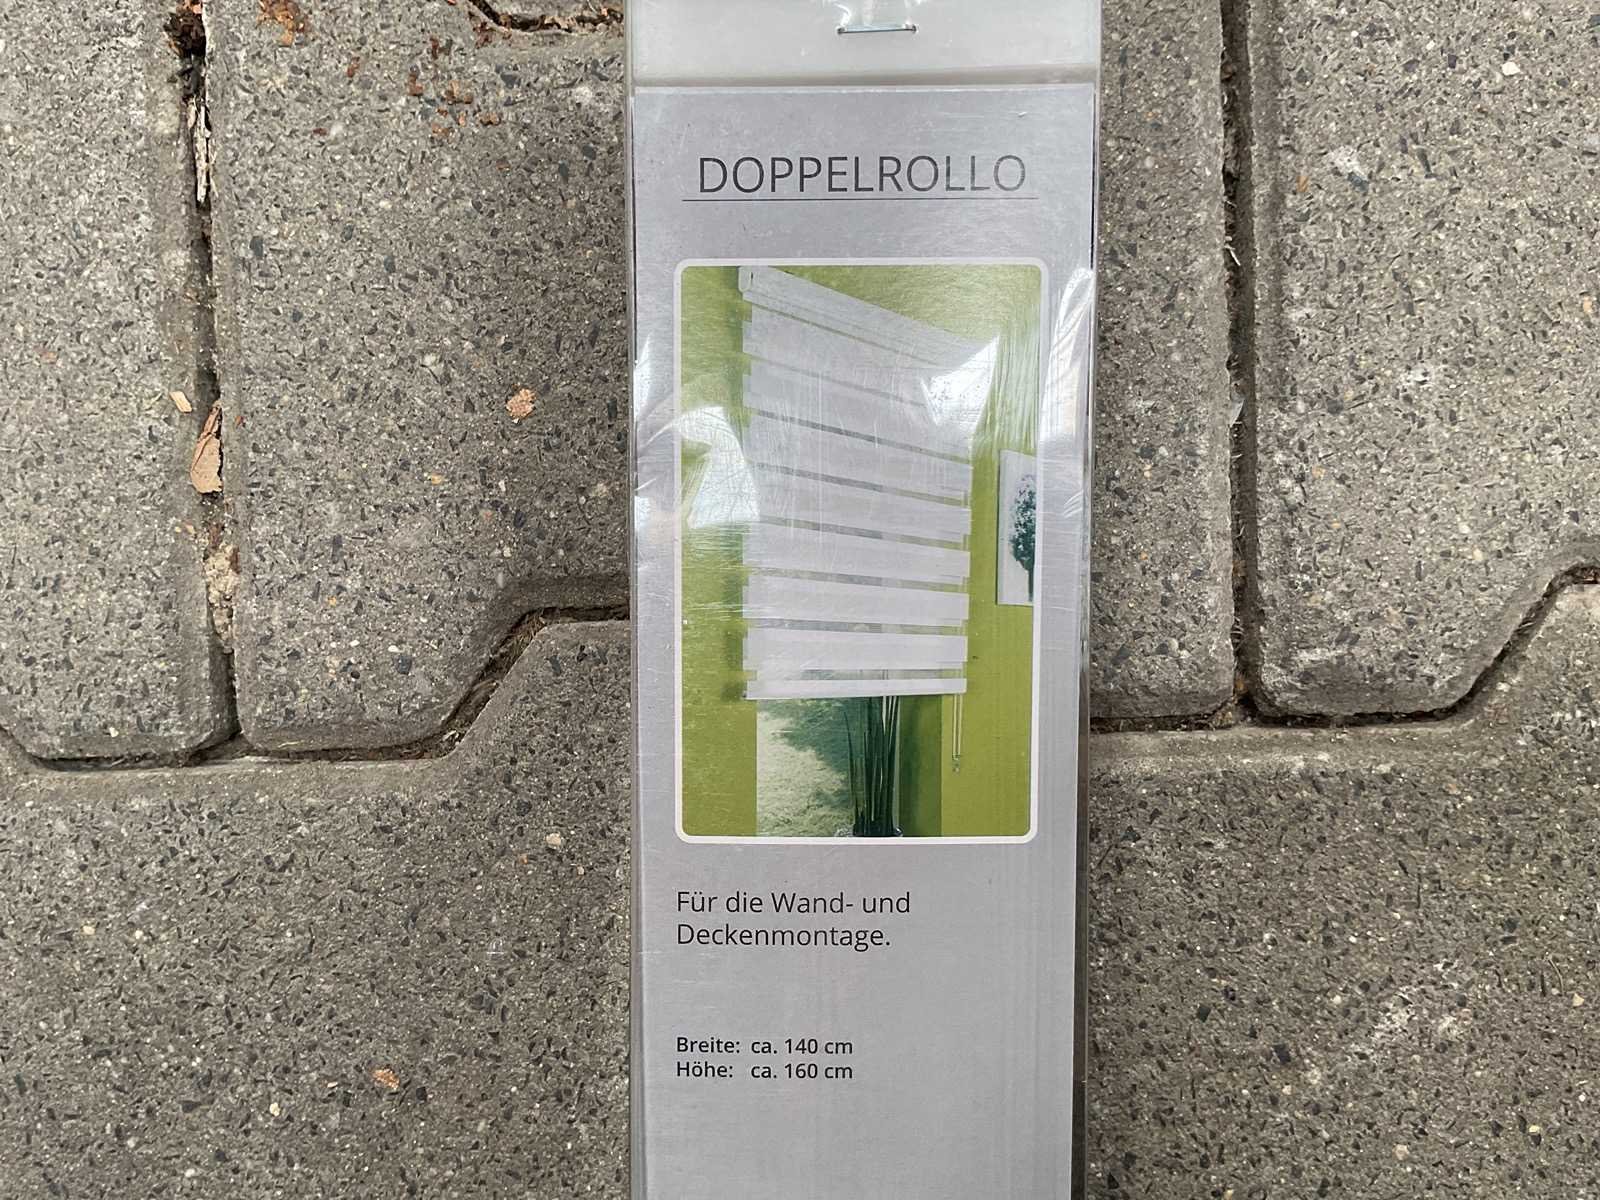 DOPPELROLLO
Für die Wand- und
Deckenmontage.
Breite: ca. 140 cm
Höhe: ca. 160 cm